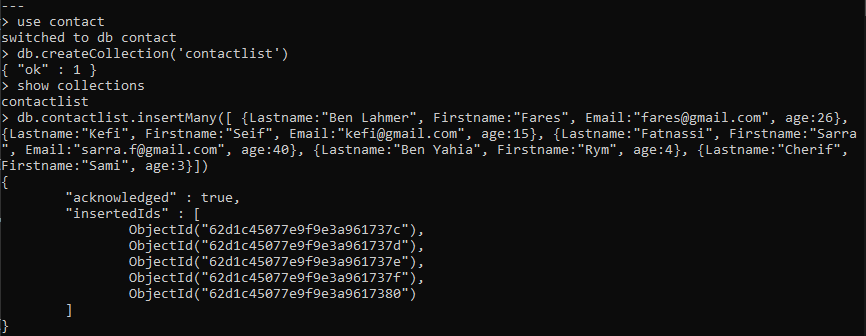 ---
> use contact
switched to db contact
> db.createCollection('contactlist')
{ "ok" : 1 }
> show collections
contactlist
> db.contactlist.insertMany([ {Lastname:"Ben Lahmer", Firstname:"Fares", Email:"fares@gmail.com", age:26},
{Lastname:"Kefi", Firstname:"Seif", Email:"kefi@gmail.com", age:15}, {Lastname:"Fatnassi", Firstname:"Sarra
", Email:"sarra.f@gmail.com", age:40}, {Lastname:"Ben Yahia", Firstname:"Rym", age:4}, {Lastname:"Cherif",
Firstname:"Sami", age:3}])
{
        "acknowledged" : true,
        "insertedIds" : [
                ObjectId("62d1c45077e9f9e3a961737c"),
                ObjectId("62d1c45077e9f9e3a961737d"),
                ObjectId("62d1c45077e9f9e3a961737e"),
                ObjectId("62d1c45077e9f9e3a961737f"),
                ObjectId("62d1c45077e9f9e3a9617380")
        ]
}